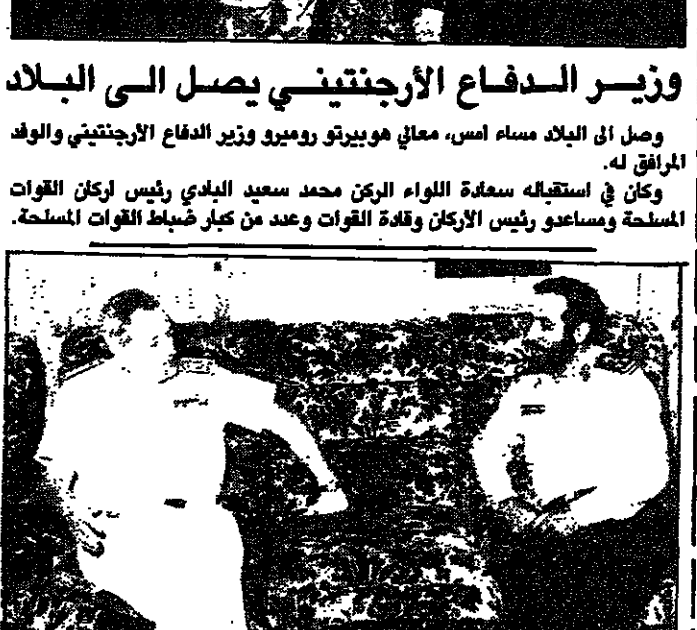 وزيــر الــدفــاع الأرجنتينــي يصــل الــى البــلاد
وصل الى البلاد مساء امس، معالي هوبيرتو روميرو وزير الدفاع الأرجنتيني والوفد
المرافق له.
وكان في استقباله سعادة اللواء الركن محمد سعيد البادي رئيس اركان القوات
المسلحة ومساعدو رئيس الأركان وقادة القوات وعدد من كبار ضباط القوات المسلحة.